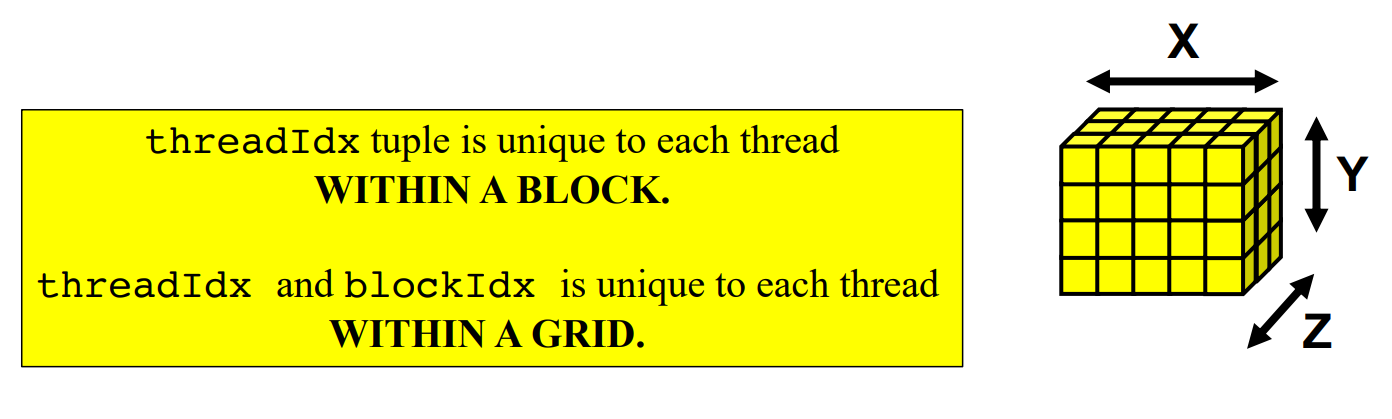 threadIdx tuple is unique to each thread
WITHIN A BLOCK.
threadIdx and blockIdx is unique to each thread
WITHIN A GRID.
X
Y
Z